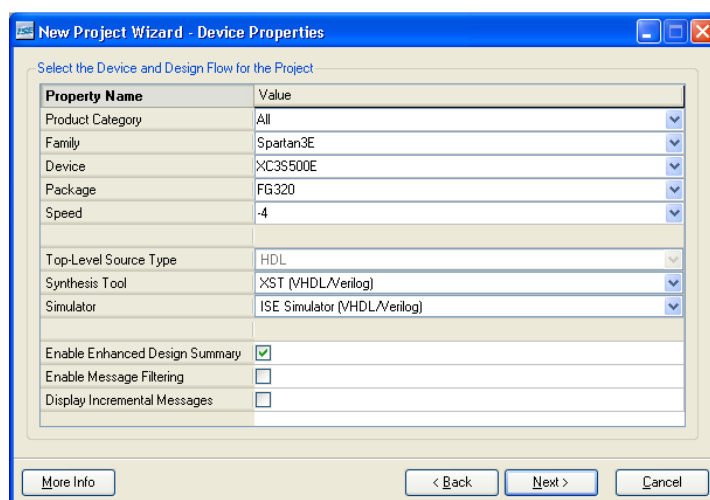 ISE New Project Wizard - Device Properties
Select the Device and Design Flow for the Project
Property Name Value
Product Category All
Family Spartan3E
Device XC3S500E
Package FG320
Speed -4
Top-Level Source Type HDL
Synthesis Tool XST (VHDL/Verilog)
Simulator ISE Simulator (VHDL/Verilog)
Enable Enhanced Design Summary
Enable Message Filtering
Display Incremental Messages
More Info < Back Next > Cancel